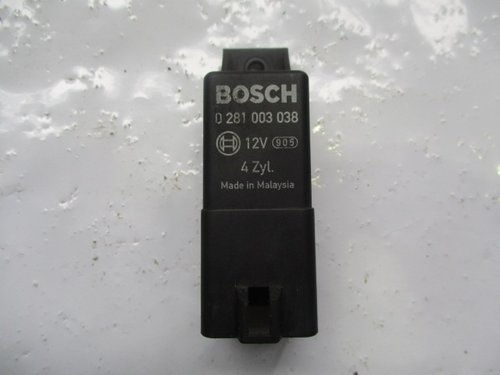 BOSCH
0 281 003 038
12V 905
4 Zyl.
Made in Malaysia